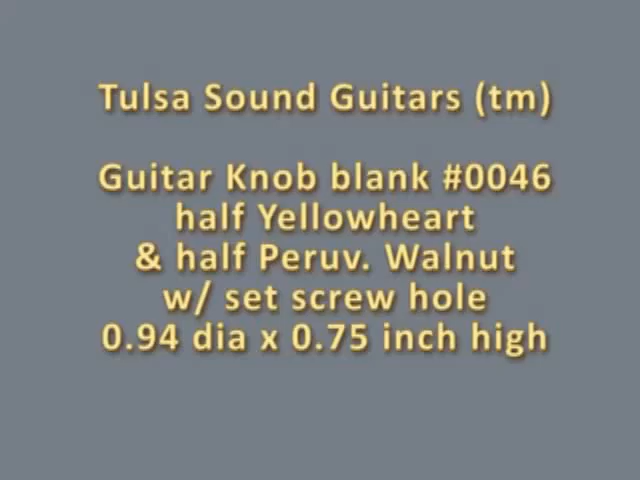 Tulsa Sound Guitars (tm)
Guitar Knob blank #0046
half Yellowheart
& half Peruv. Walnut
w/ set screw hole
0.94 dia x 0.75 inch high